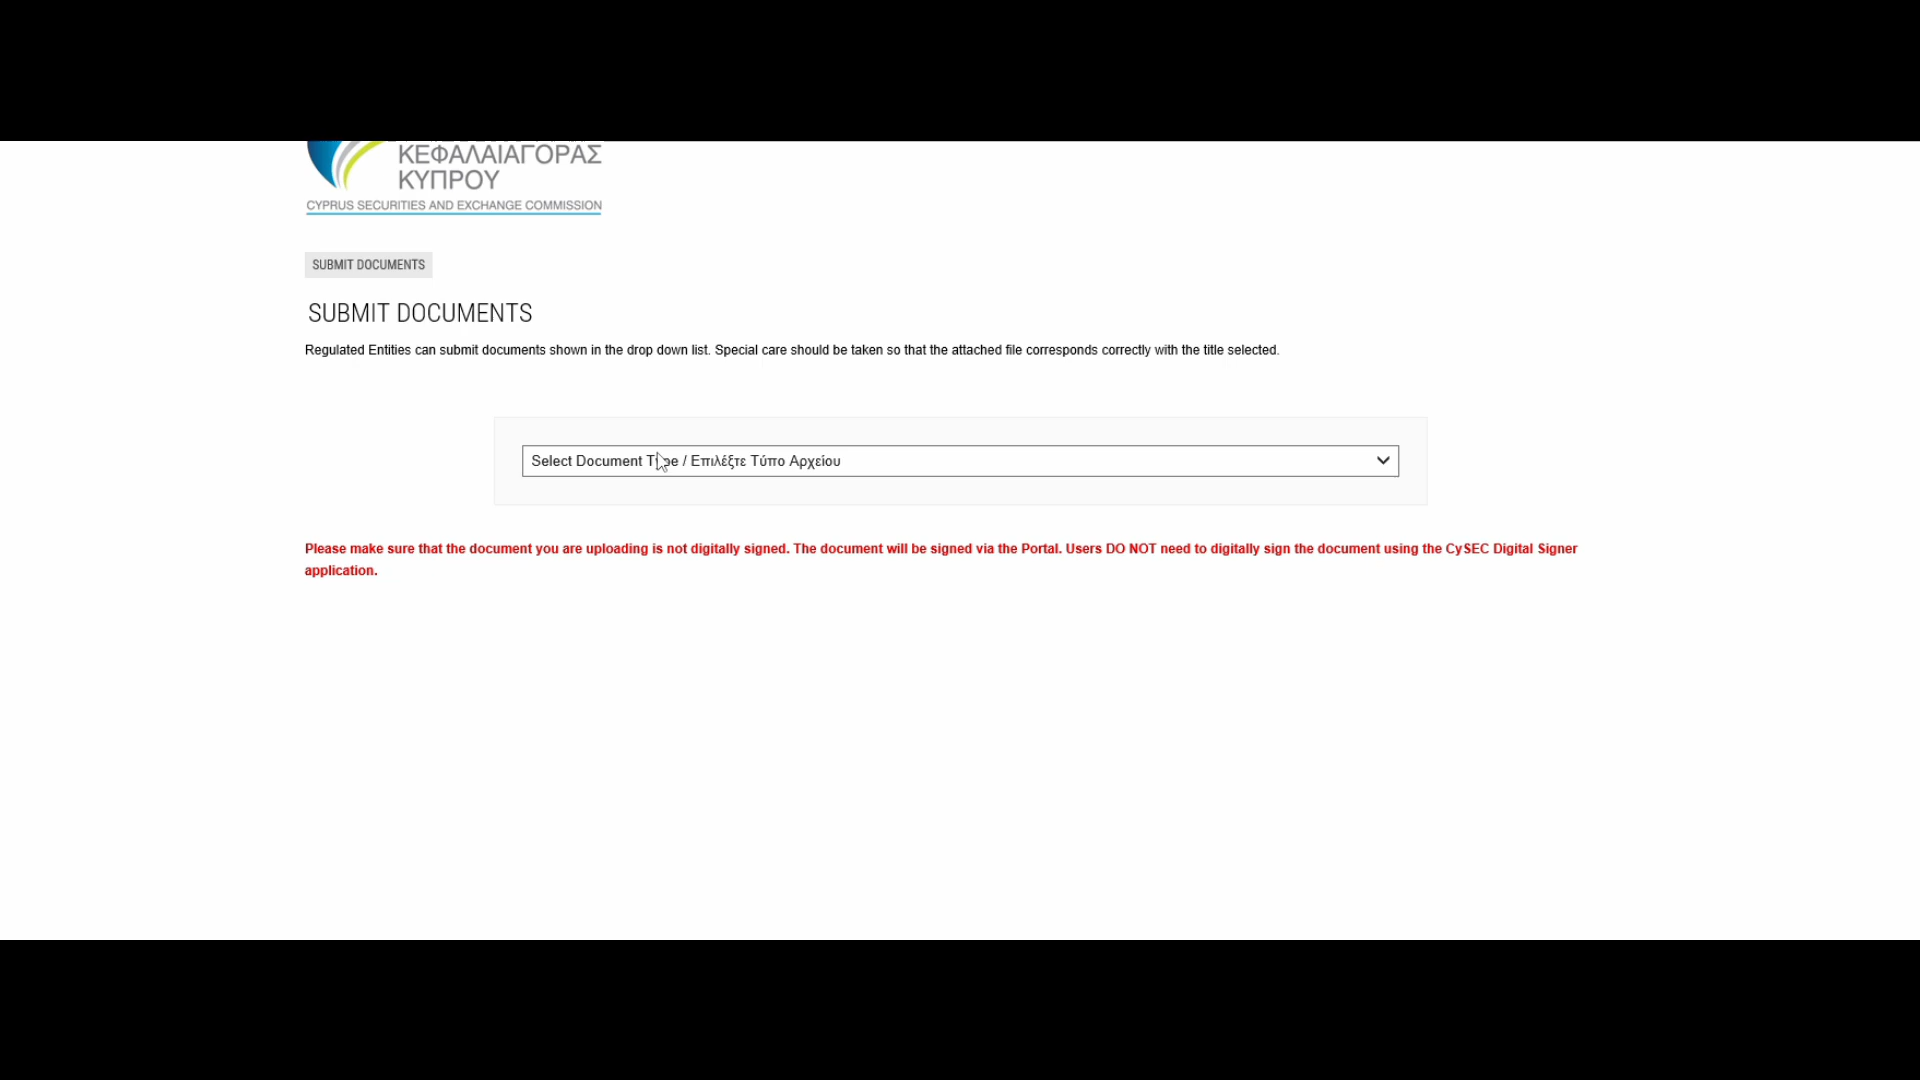 ΚΕΦΑΛΑΙΑΓΟΡΑΣ
ΚΥΠΡΟΥ
CYPRUS SECURITIES AND EXCHANGE COMMISSION
SUBMIT DOCUMENTS
SUBMIT DOCUMENTS
Regulated Entities can submit documents shown in the drop down list. Special care should be taken so that the attached file corresponds correctly with the title selected.
Select Document Type / Επιλέξτε Τύπο Αρχείου
Please make sure that the document you are uploading is not digitally signed. The document will be signed via the Portal. Users DO NOT need to digitally sign the document using the CySEC Digital Signer
application.